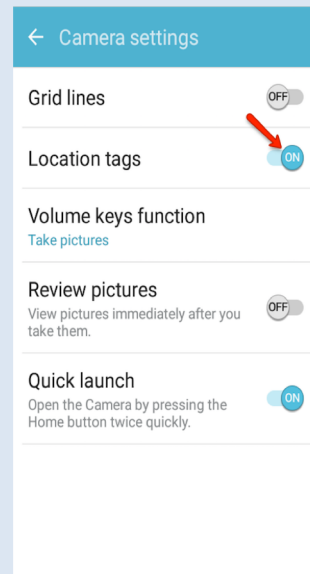 Camera settings
Grid lines
OFF
Location tags
ON
Volume keys function
Take pictures
Review pictures
View pictures immediately after you
take them.
OFF
Quick launch
Open the Camera by pressing the
Home button twice quickly.
ON